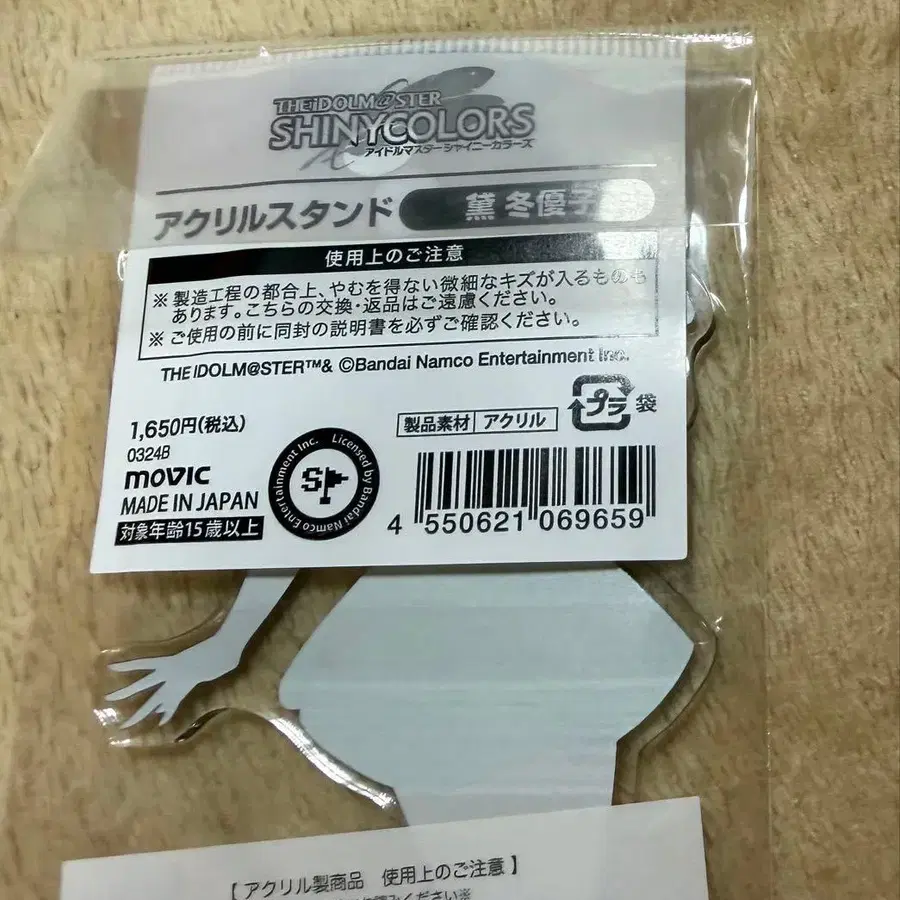 THE iDOLM@STER
SHINYCOLORS
アイドルマスター シャイニーカラーズ
アクリルスタンド 黛 冬優子
使用上のご注意
※ 製造工程の都合上、やむを得ない微細なキズが入るものも
あります。こちらの交換・返品はご遠慮ください。
※ ご使用の前に同封の説明書を必ずご確認ください。
THE IDOLM@STER™& ©Bandai Namco Entertainment Inc.
1,650円(税込)
0324B
movic
MADE IN JAPAN
対象年齢15歳以上
Licensed by Bandai Namco Entertainment Inc.
製品素材 アクリル
プラ 袋
4 550621 069659
【 アクリル製商品 使用上のご注意 】
ください※